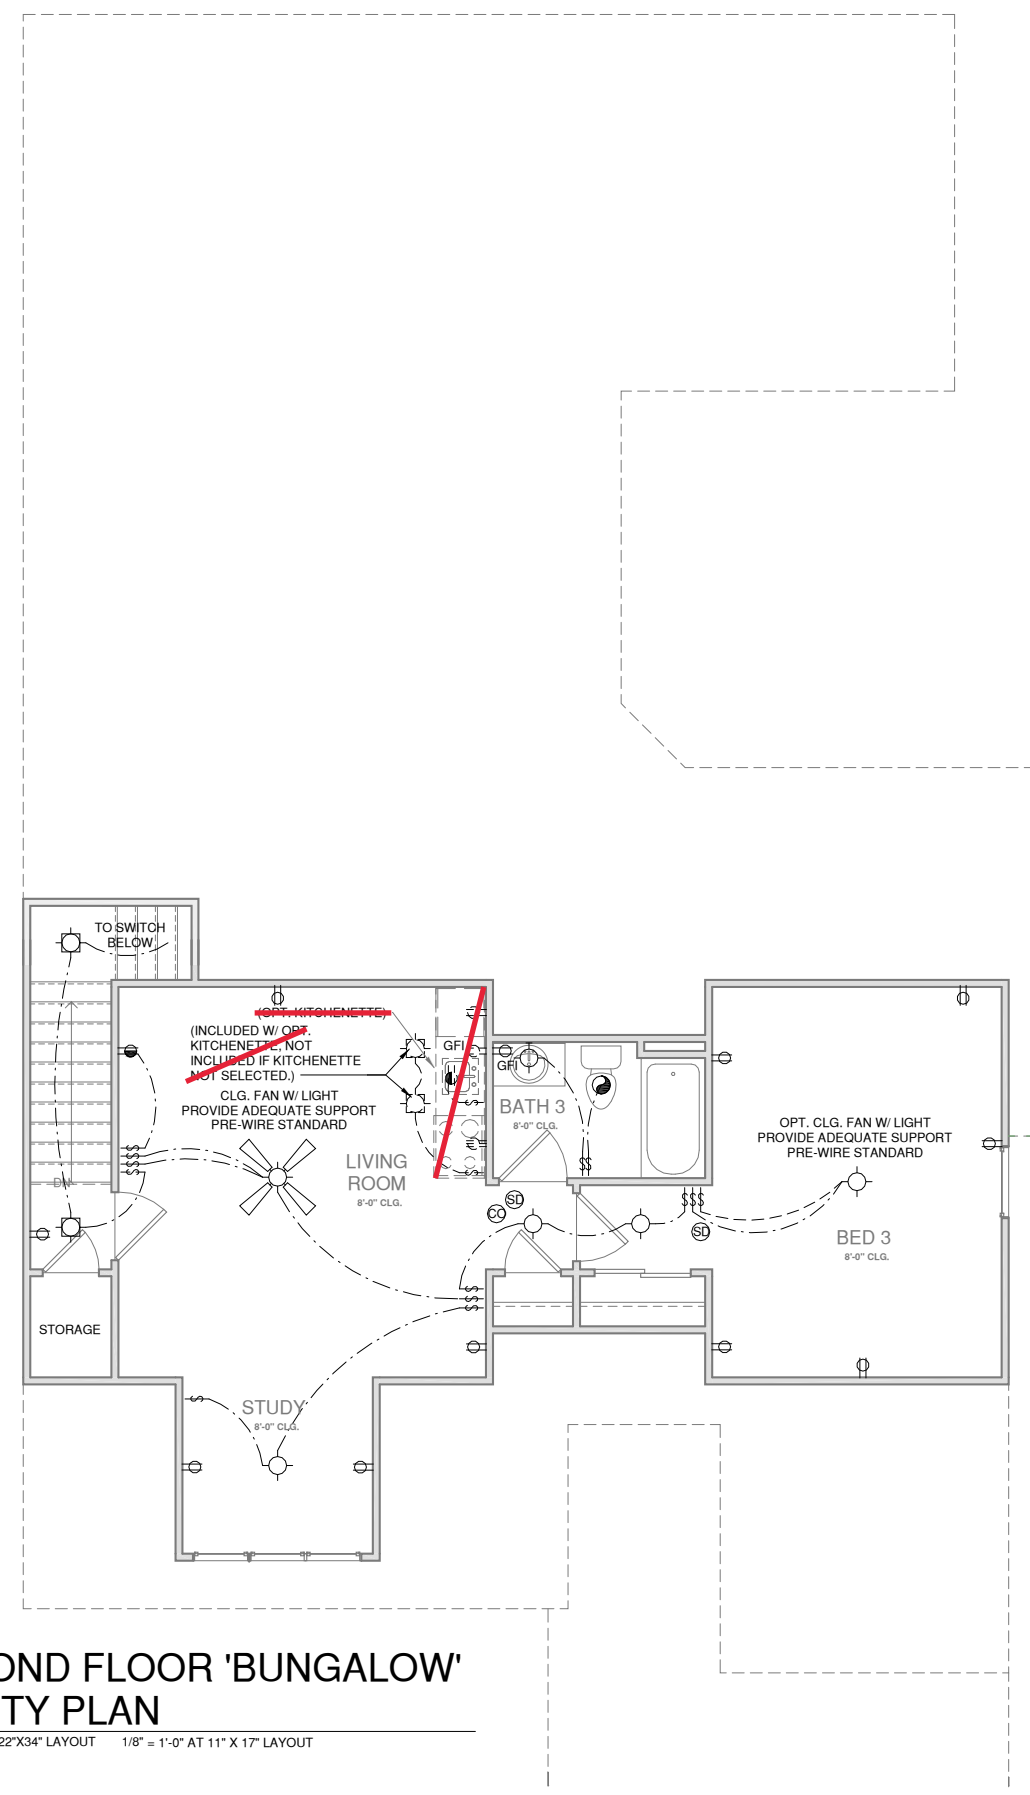 TO SWITCH
BELOW
(OPT. KITCHENETTE)
(INCLUDED W/ OPT.
KITCHENETTE, NOT
INCLUDED IF KITCHENETTE
NOT SELECTED.)
CLG. FAN W/ LIGHT
PROVIDE ADEQUATE SUPPORT
PRE-WIRE STANDARD
GFI
GFI
BATH 3
8'-0" CLG.
LIVING
ROOM
8'-0" CLG.
OPT. CLG. FAN W/ LIGHT
PROVIDE ADEQUATE SUPPORT
PRE-WIRE STANDARD
DN
SD
CO
SD
BED 3
8'-0" CLG.
STORAGE
STUDY
8'-0" CLG.
OND FLOOR 'BUNGALOW'
TY PLAN
22"X34" LAYOUT 1/8" = 1'-0" AT 11" X 17" LAYOUT